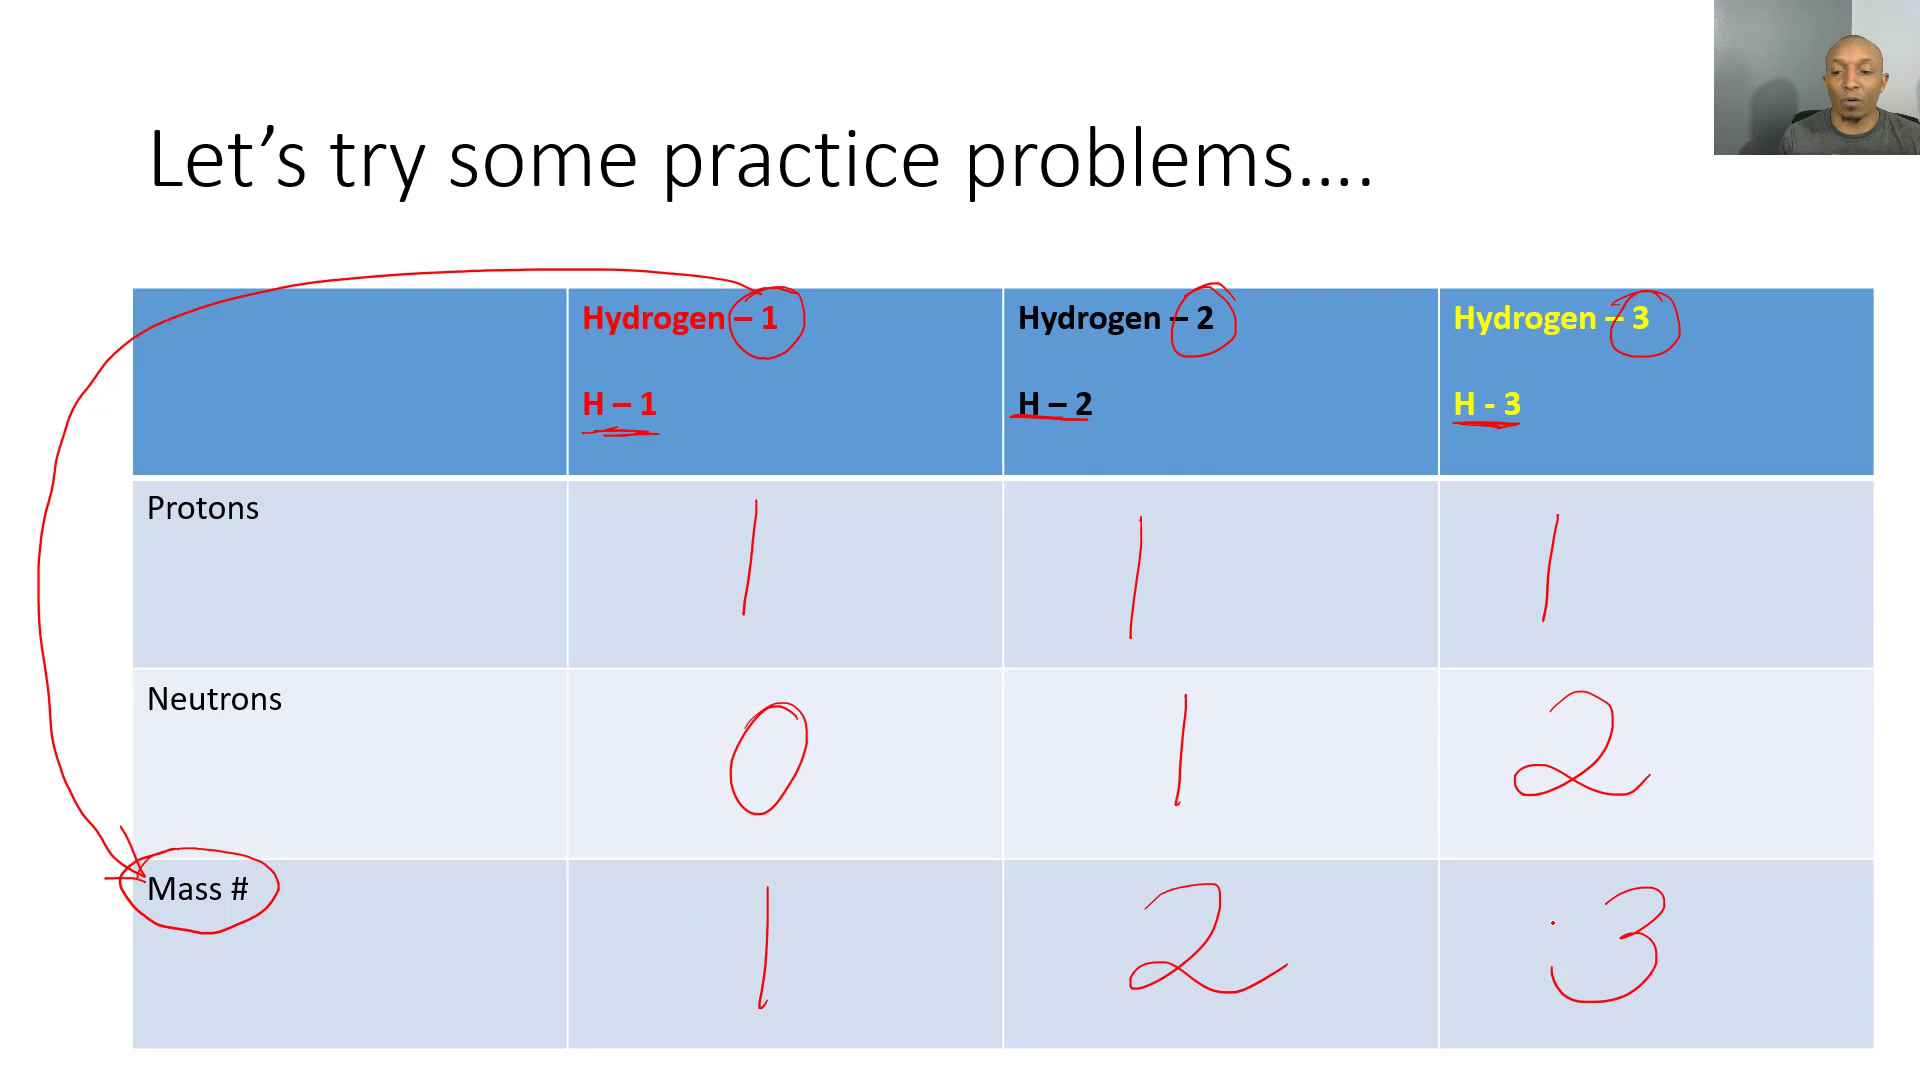 Let’s try some practice problems....
Hydrogen – 1
Hydrogen – 2
Hydrogen – 3
H – 1
H – 2
H - 3
Protons
1
1
1
Neutrons
0
1
2
Mass #
1
2
3